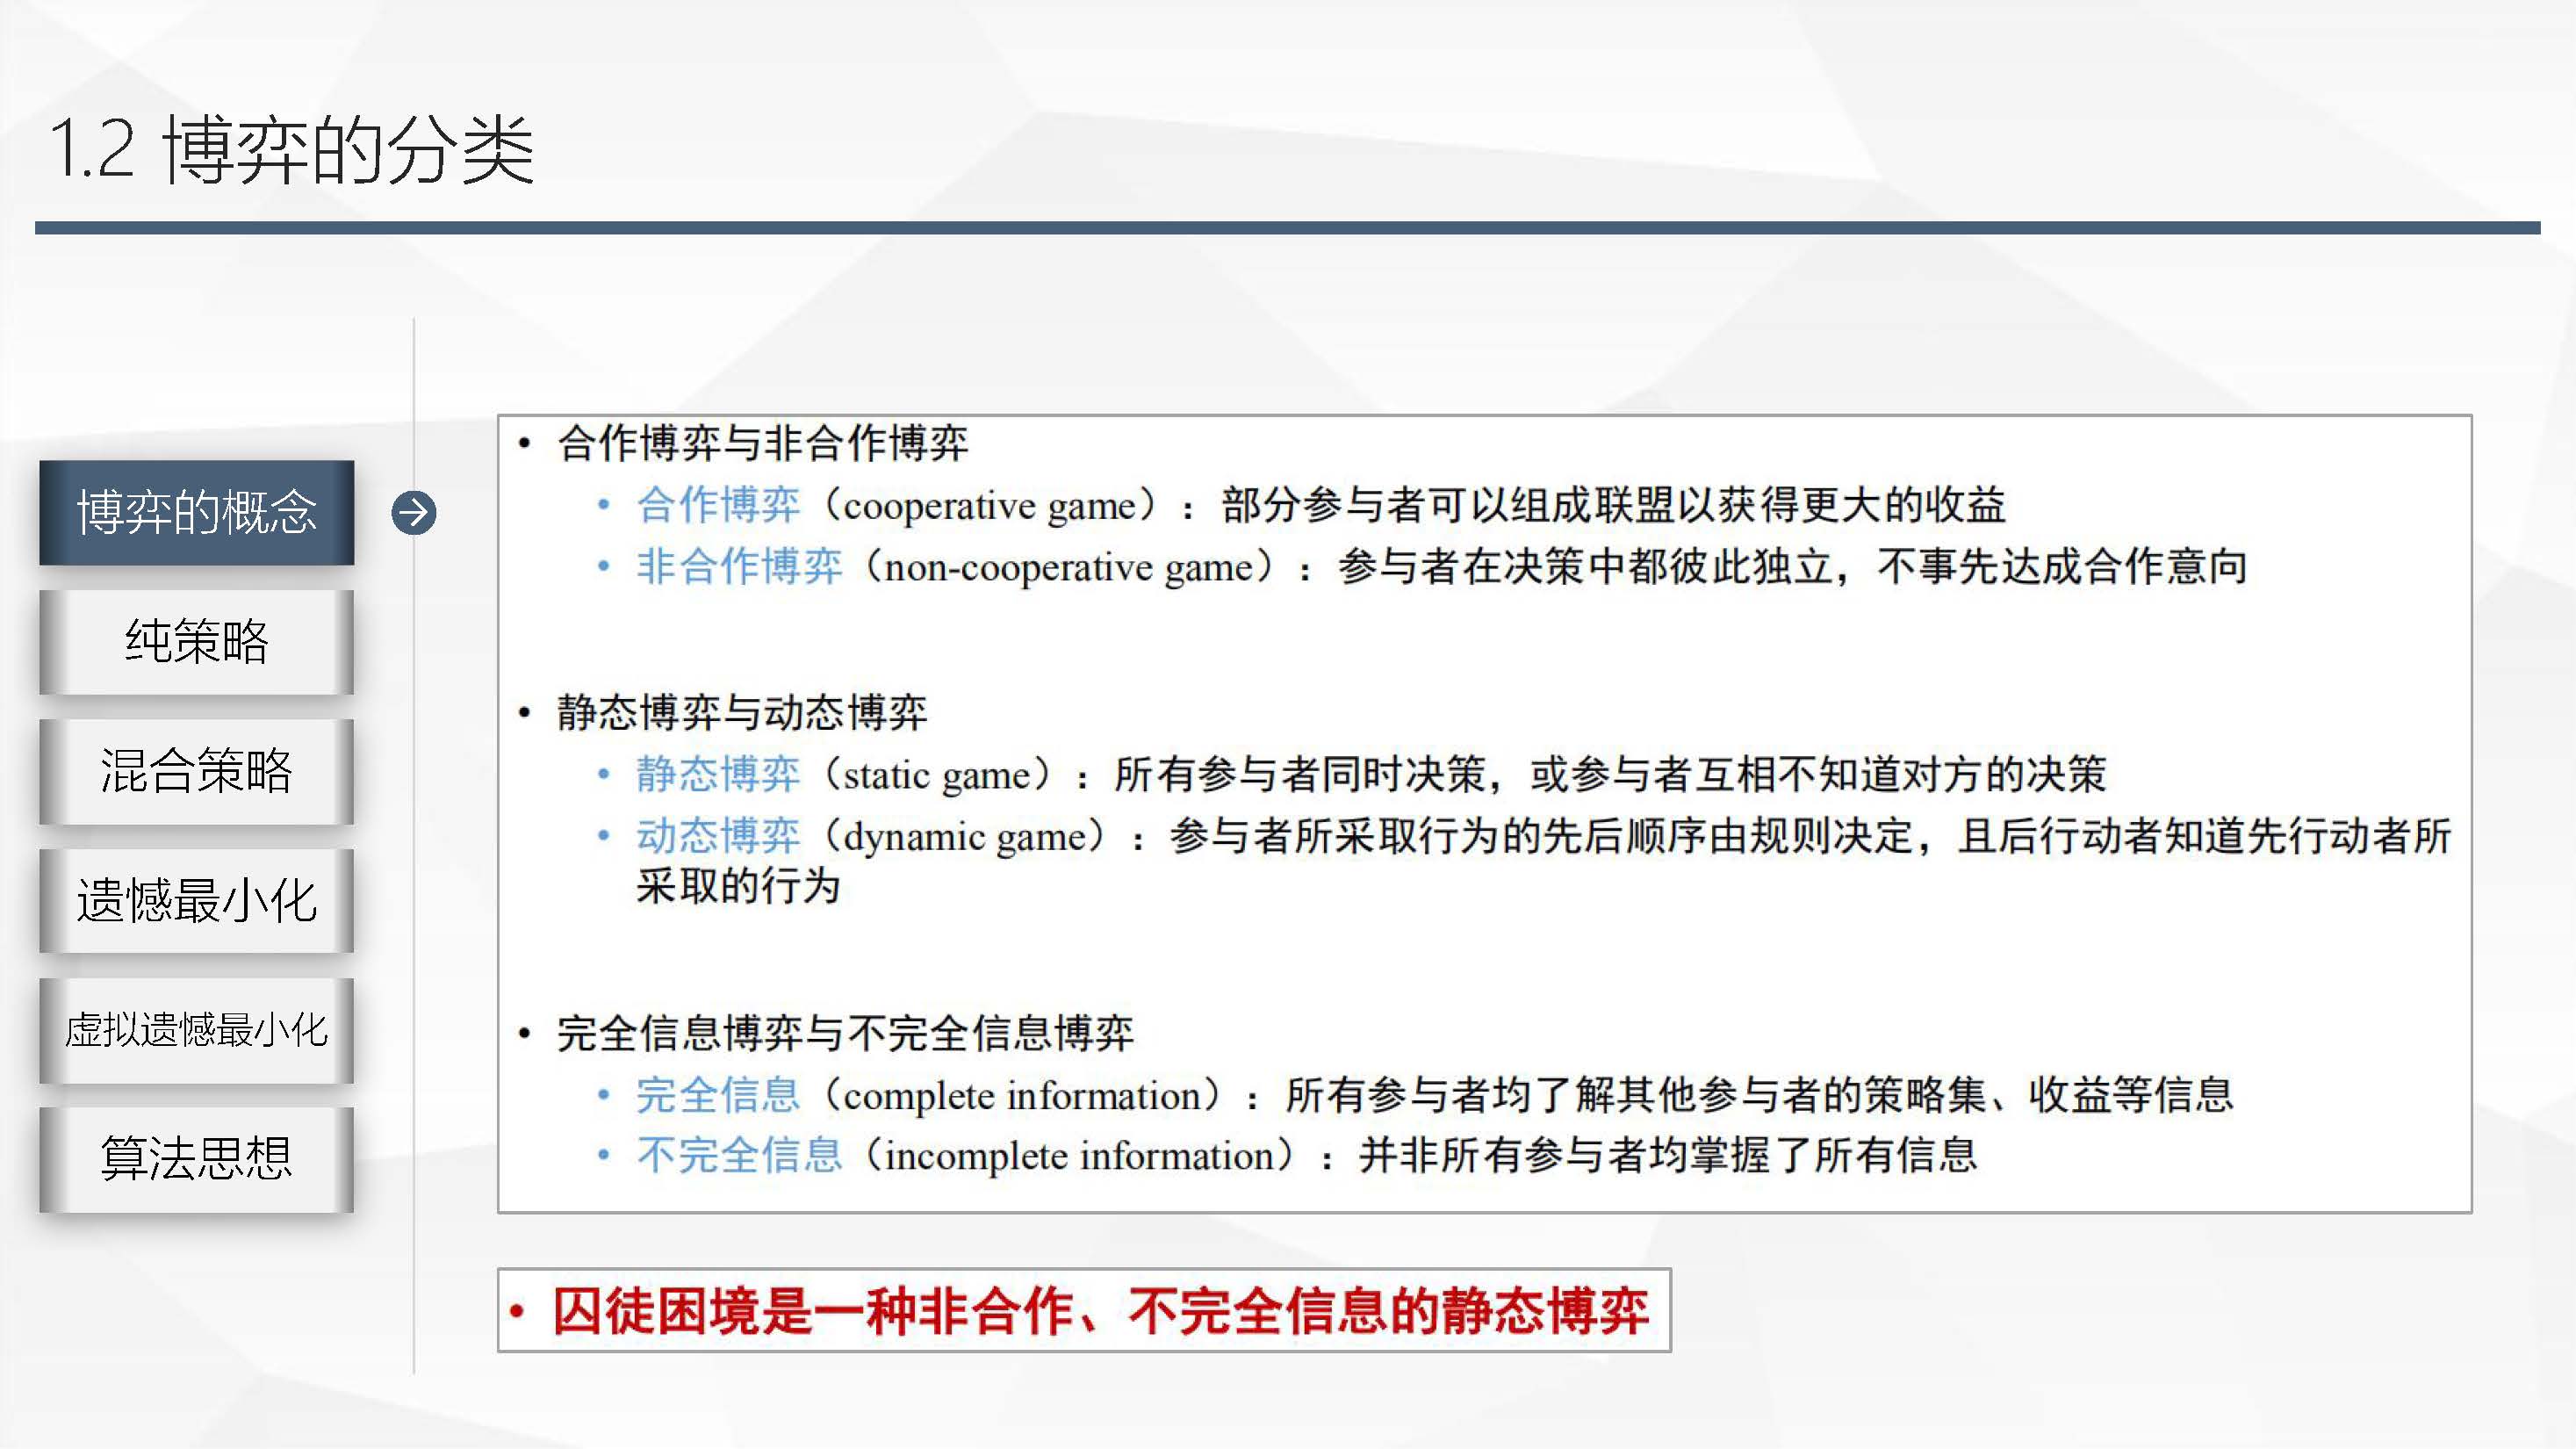 1.2 博弈的分类
博弈的概念
纯策略
混合策略
遗憾最小化
虚拟遗憾最小化
算法思想
• 合作博弈与非合作博弈
• 合作博弈（cooperative game）：部分参与者可以组成联盟以获得更大的收益
• 非合作博弈（non-cooperative game）：参与者在决策中都彼此独立，不事先达成合作意向
• 静态博弈与动态博弈
• 静态博弈（static game）：所有参与者同时决策，或参与者互相不知道对方的决策
• 动态博弈（dynamic game）：参与者所采取行为的先后顺序由规则决定，且后行动者知道先行动者所
采取的行为
• 完全信息博弈与不完全信息博弈
• 完全信息（complete information）：所有参与者均了解其他参与者的策略集、收益等信息
• 不完全信息（incomplete information）：并非所有参与者均掌握了所有信息
• 囚徒困境是一种非合作、不完全信息的静态博弈